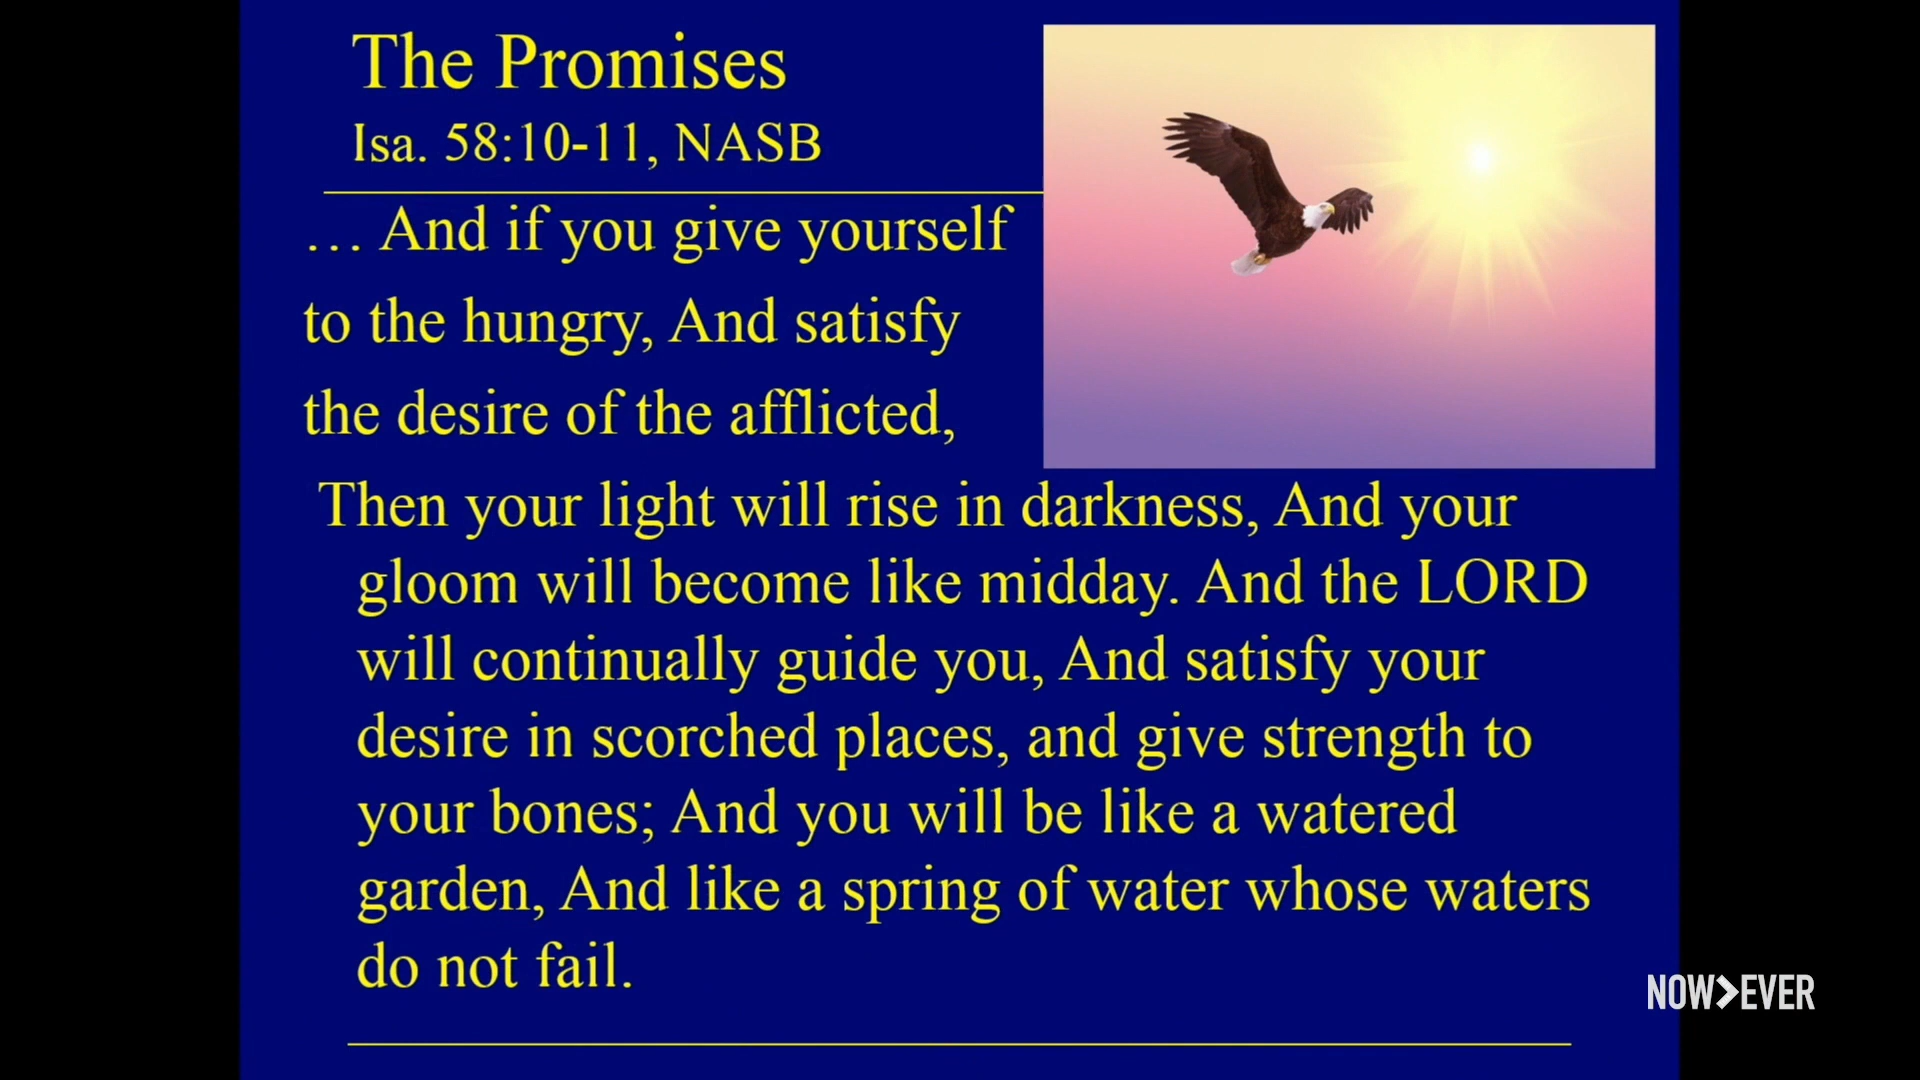 The Promises
Isa. 58:10-11, NASB
… And if you give yourself
to the hungry, And satisfy
the desire of the afflicted,
Then your light will rise in darkness, And your
gloom will become like midday. And the LORD
will continually guide you, And satisfy your
desire in scorched places, and give strength to
your bones; And you will be like a watered
garden, And like a spring of water whose waters
do not fail.
NOW>EVER